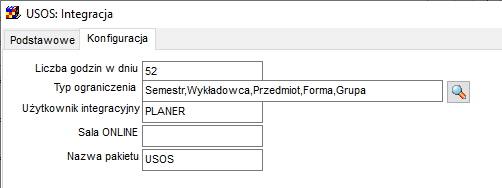 USOS: Integracja
Podstawowe Konfiguracja
Liczba godzin w dniu 52
Typ ograniczenia Semestr,Wykładowca,Przedmiot,Forma,Grupa
Użytkownik integracyjny PLANER
Sala ONLINE
Nazwa pakietu USOS